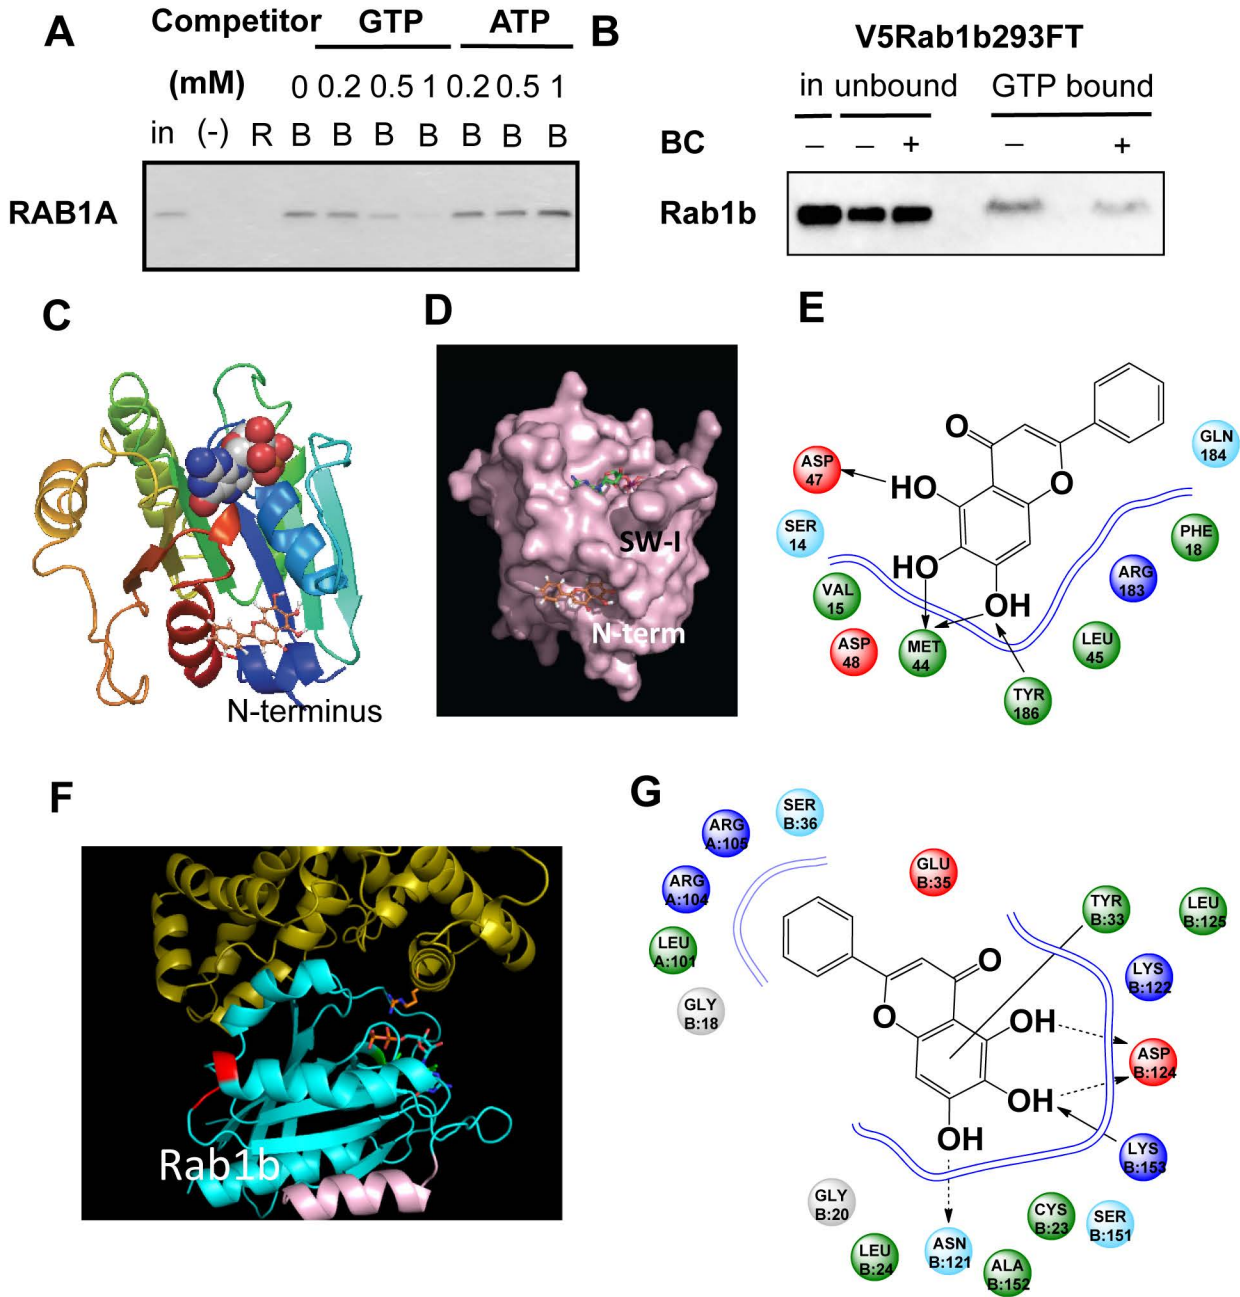 A
Competitor GTP ATP
(mM) 0 0.2 0.5 1 0.2 0.5 1
in (-) R B B B B B B B
RAB1A
B
V5Rab1b293FT
in unbound GTP bound
BC – – + – +
Rab1b
C
N-terminus
D
SW-I
N-term
E
O
O
HO
HO
OH
ASP
47
SER
14
VAL
15
ASP
48
MET
44
TYR
186
LEU
45
ARG
183
PHE
18
GLN
184
F
Rab1b
G
SER
B:36
ARG
A:105
ARG
A:104
LEU
A:101
GLY
B:18
GLU
B:35
TYR
B:33
LEU
B:125
LYS
B:122
ASP
B:124
LYS
B:153
O
O
OH
OH
OH
GLY
B:20
LEU
B:24
ASN
B:121
ALA
B:152
CYS
B:23
SER
B:151